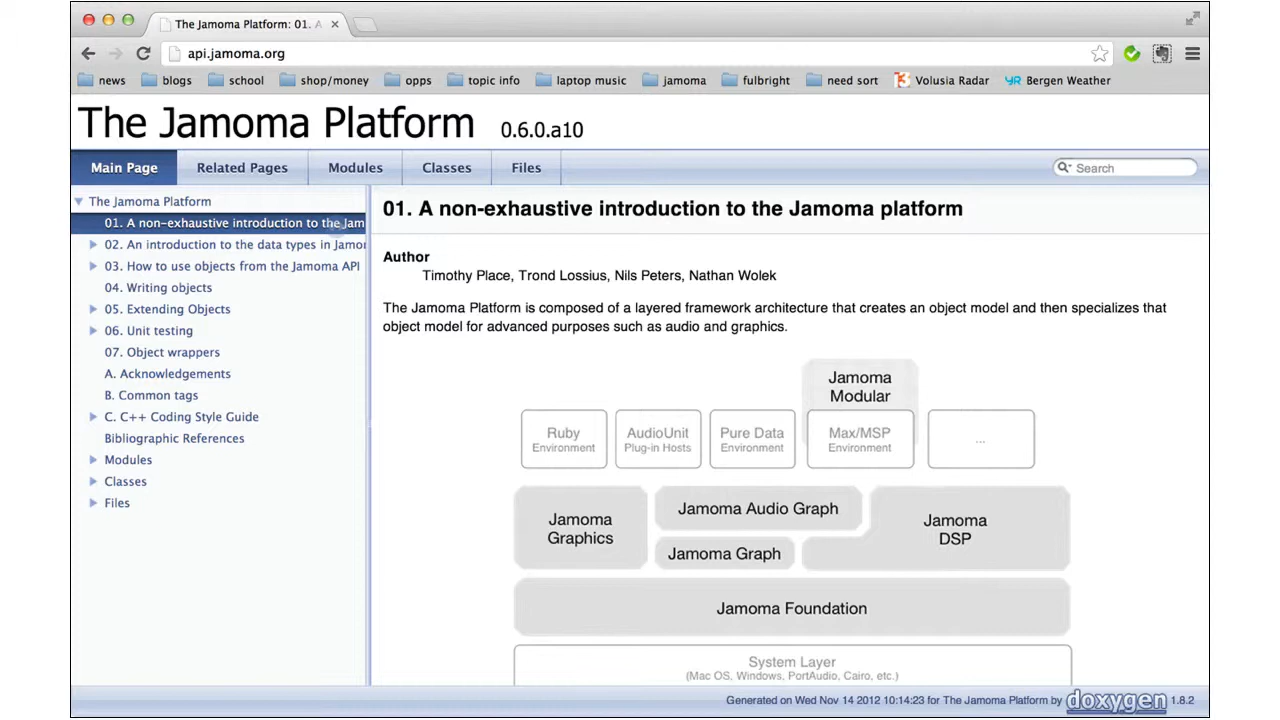 The Jamoma Platform: 01. A
api.jamoma.org
news blogs school shop/money opps topic info laptop music jamoma fulbright need sort Volusia Radar YR Bergen Weather
The Jamoma Platform 0.6.0.a10
Main Page Related Pages Modules Classes Files Search
The Jamoma Platform
01. A non-exhaustive introduction to the Jam
02. An introduction to the data types in Jamor
03. How to use objects from the Jamoma API
04. Writing objects
05. Extending Objects
06. Unit testing
07. Object wrappers
A. Acknowledgements
B. Common tags
C. C++ Coding Style Guide
Bibliographic References
Modules
Classes
Files
01. A non-exhaustive introduction to the Jamoma platform
Author
Timothy Place, Trond Lossius, Nils Peters, Nathan Wolek
The Jamoma Platform is composed of a layered framework architecture that creates an object model and then specializes that
object model for advanced purposes such as audio and graphics.
Jamoma
Modular
Ruby
Environment
AudioUnit
Plug-in Hosts
Pure Data
Environment
Max/MSP
Environment
...
Jamoma
Graphics
Jamoma Audio Graph
Jamoma Graph
Jamoma
DSP
Jamoma Foundation
System Layer
(Mac OS, Windows, PortAudio, Cairo, etc.)
Generated on Wed Nov 14 2012 10:14:23 for The Jamoma Platform by doxygen 1.8.2